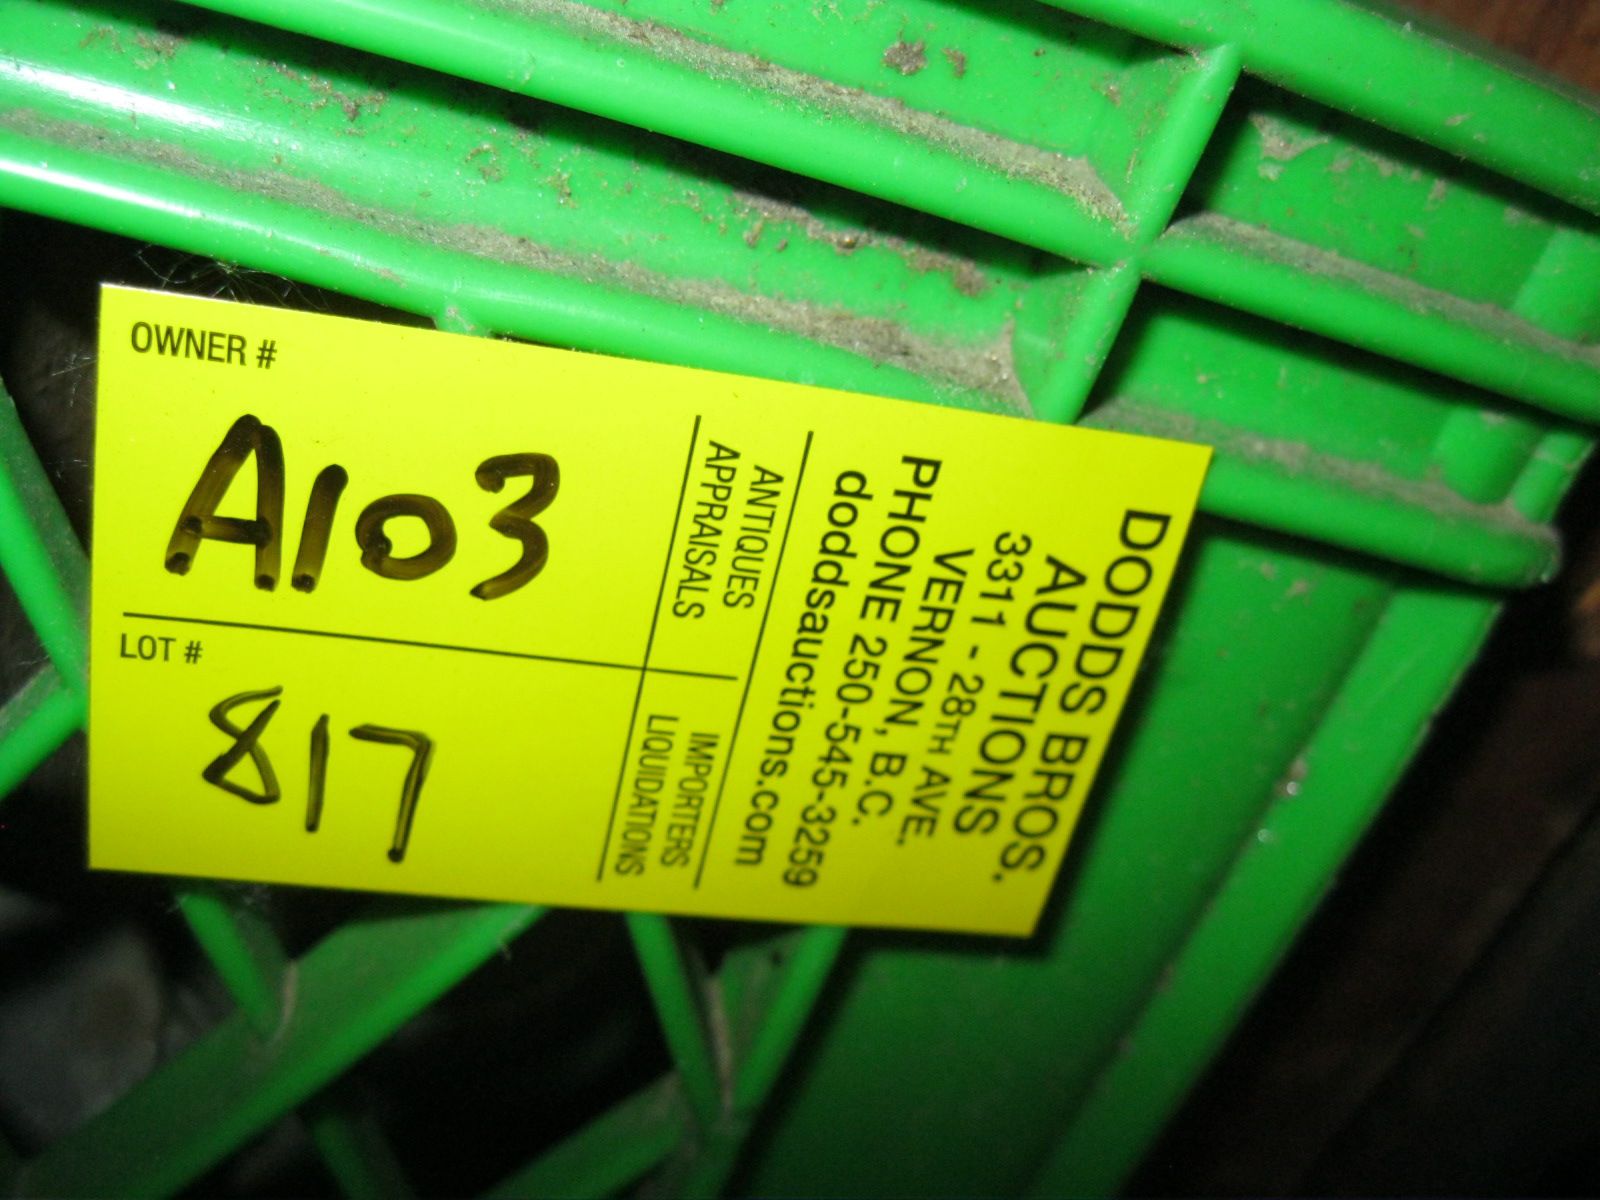 OWNER #
A103
LOT #
817
DODDS BROS.
AUCTIONS
3311 - 28TH AVE.
VERNON, B.C.
PHONE 250-545-3259
doddsauctions.com
ANTIQUES IMPORTERS
APPRAISALS LIQUIDATIONS